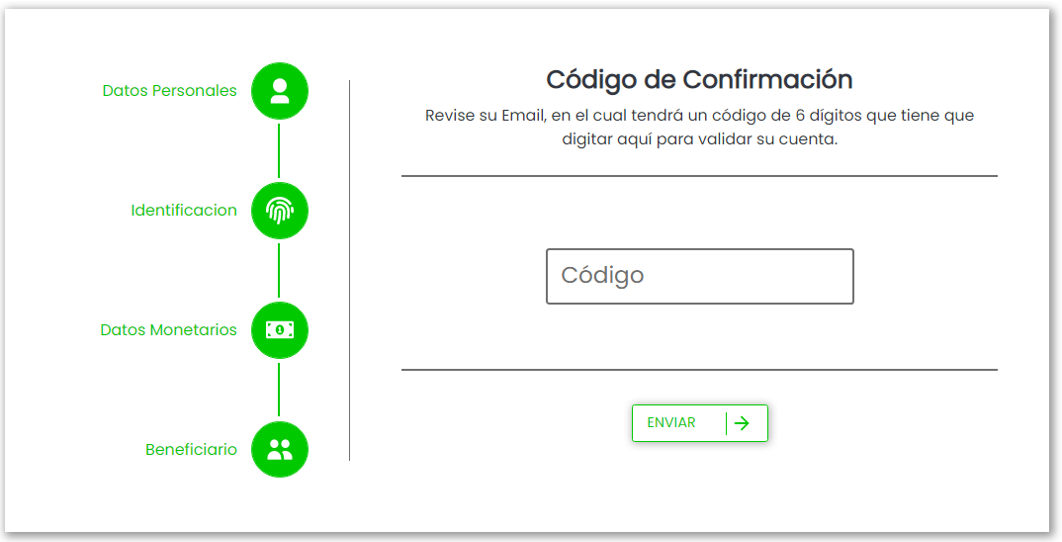 Datos Personales
Identificacion
Datos Monetarios
Beneficiario
Código de Confirmación
Revise su Email, en el cual tendrá un código de 6 dígitos que tiene que
digitar aquí para validar su cuenta.
Código
ENVIAR